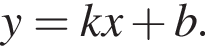 y = kx + b.